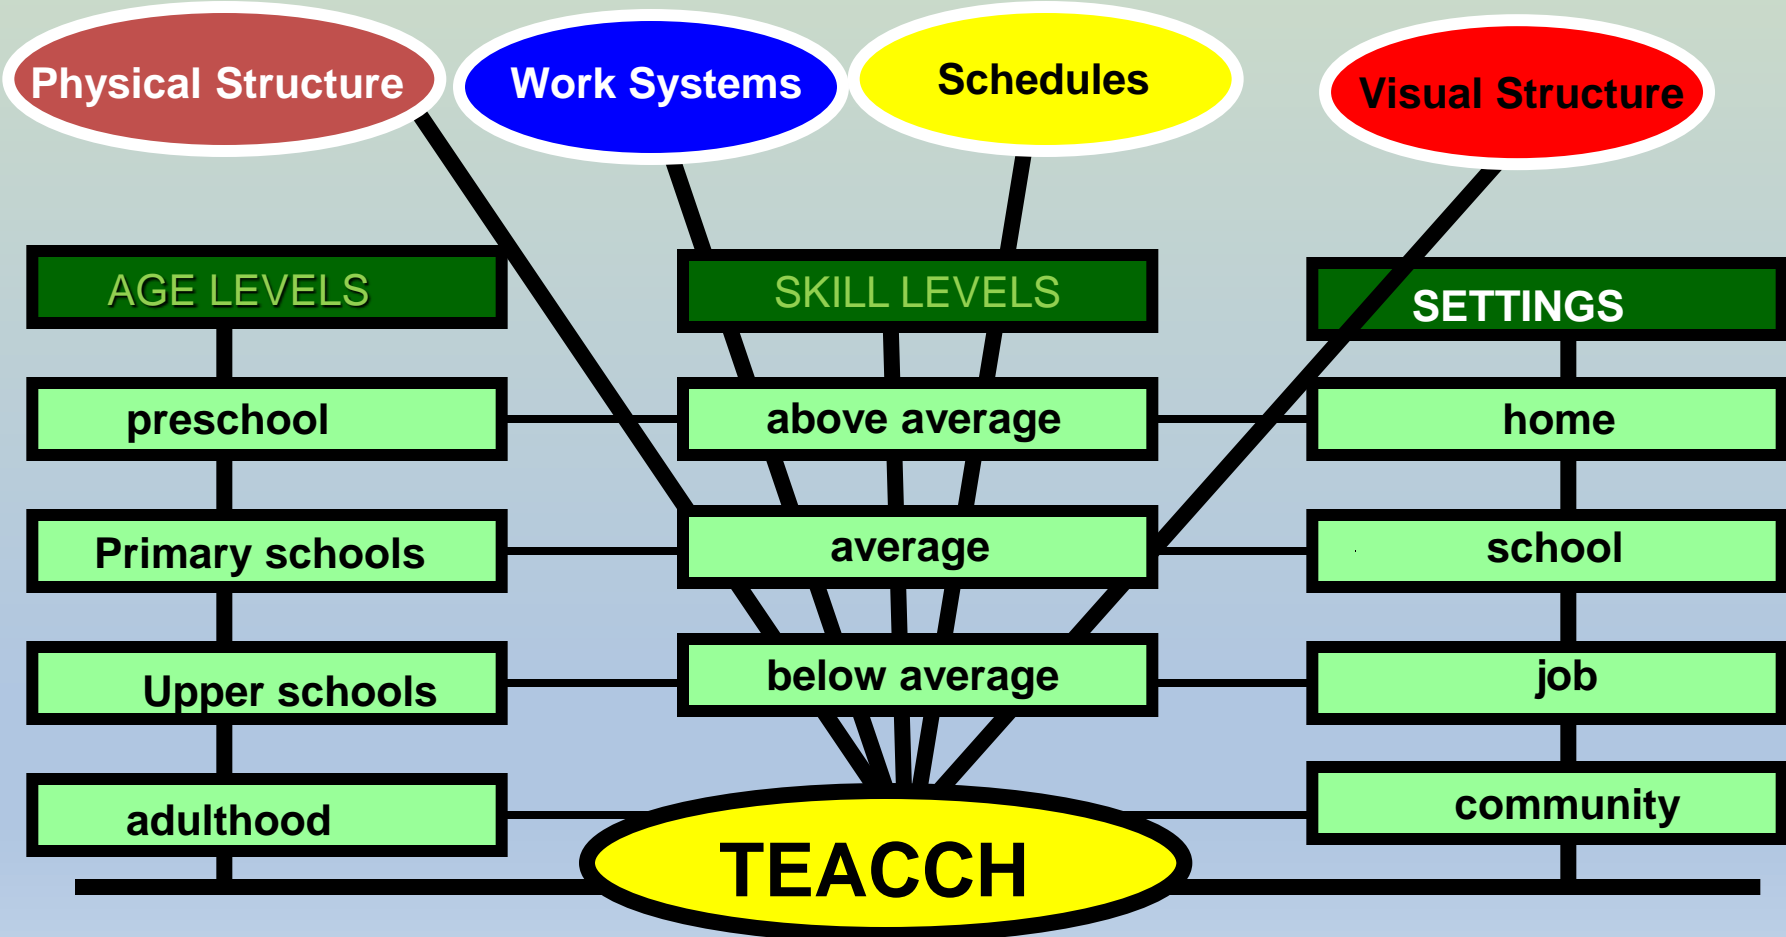 Physical Structure
Work Systems
Schedules
Visual Structure
AGE LEVELS
SKILL LEVELS
SETTINGS
preschool
above average
home
Primary schools
average
school
Upper schools
below average
job
adulthood
community
TEACCH